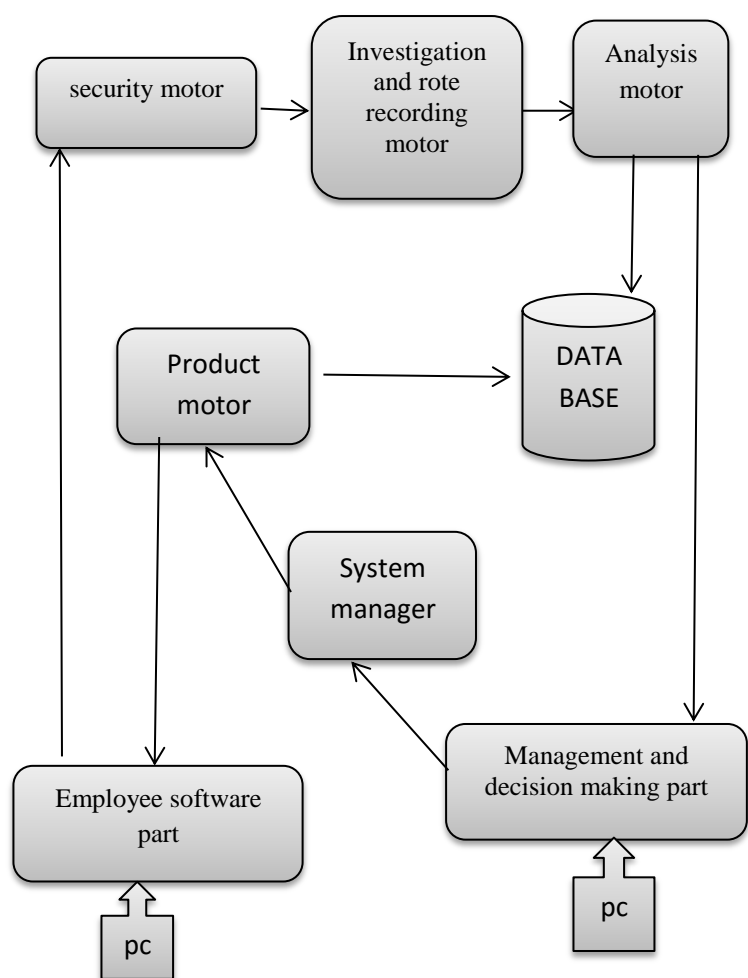 security motor
Investigation
and rote
recording
motor
Analysis
motor
Product
motor
DATA
BASE
System
manager
Management and
decision making part
Employee software
part
pc
pc